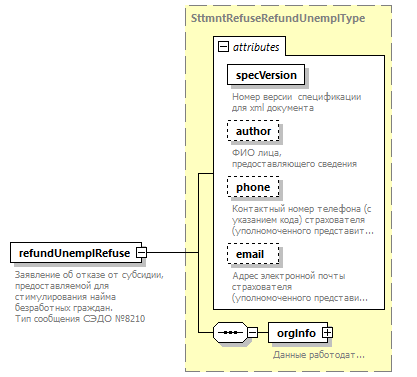 SttmntRefuseRefundUnemplType
attributes
specVersion
Номер версии спецификации
для xml документа
author
ФИО лица,
предоставляющего сведения
phone
Контактный номер телефона (с
указанием кода) страхователя
(уполномоченного представит...
email
Адрес электронной почты
страхователя
(уполномоченного представи...
refundUnemplRefuse
Заявление об отказе от субсидии,
предоставляемой для
стимулирования найма
безработных граждан.
Тип сообщения СЭДО №8210
orgInfo
Данные работодат...